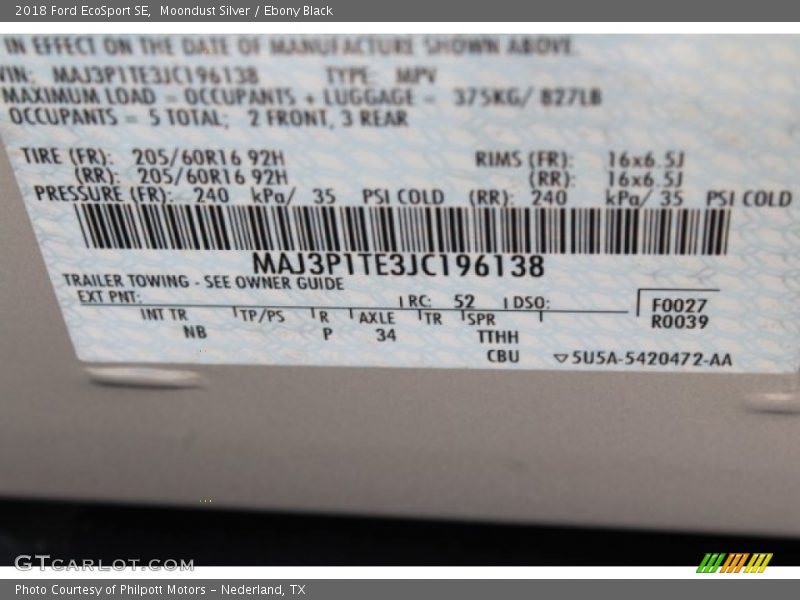 2018 Ford EcoSport SE, Moondust Silver / Ebony Black
IN EFFECT ON THE DATE OF MANUFACTURE SHOWN ABOVE.
VIN: MAJ3P1TE3JC196138 TYPE: MPV
MAXIMUM LOAD = OCCUPANTS + LUGGAGE = 375KG/ 827LB
OCCUPANTS = 5 TOTAL; 2 FRONT, 3 REAR
TIRE (FR): 205/60R16 92H RIMS (FR): 16x6.5J
(RR): 205/60R16 92H (RR): 16x6.5J
PRESSURE (FR): 240 kPa/ 35 PSI COLD (RR): 240 kPa/ 35 PSI COLD
MAJ3P1TE3JC196138
TRAILER TOWING - SEE OWNER GUIDE
EXT PNT: RC: 52 DSO: F0027
R0039
INT TR TP/PS R AXLE TR SPR
NB P 34 TTHH
CBU ▽5U5A-5420472-AA
GTCARLOT.COM
Photo Courtesy of Philpott Motors - Nederland, TX